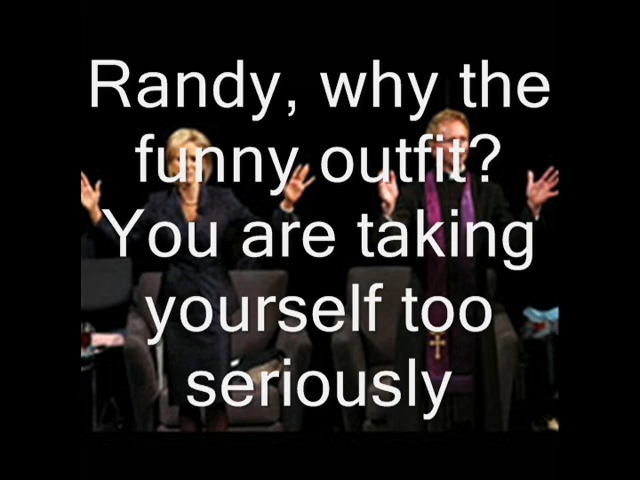 Randy, why the
funny outfit?
You are taking
yourself too
seriously